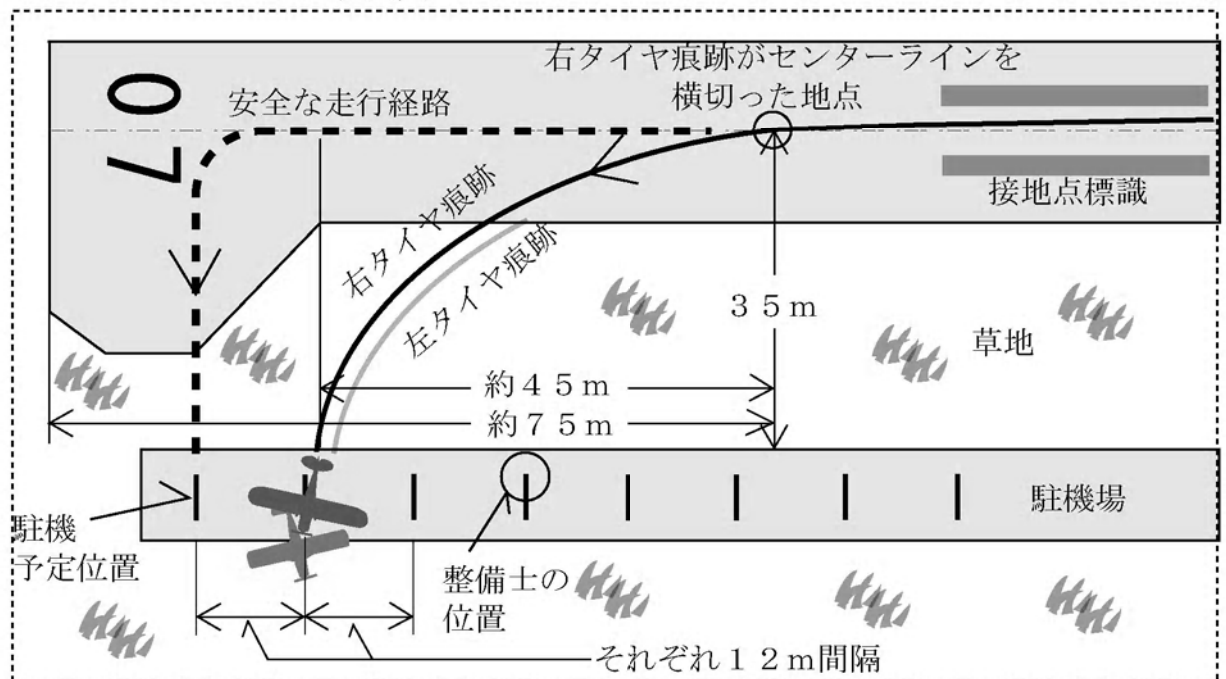 右タイヤ痕跡がセンターラインを
横切った地点
安全な走行経路
07
接地点標識
右タイヤ痕跡
左タイヤ痕跡
35m
草地
約45m
約75m
駐機場
駐機
予定位置
整備士の
位置
それぞれ12m間隔